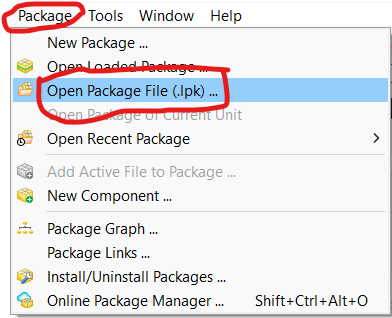 Package Tools Window Help
New Package ...
Open Loaded Package ...
Open Package File (.lpk) ...
Open Package of Current Unit
Open Recent Package
Add Active File to Package ...
New Component ...
Package Graph ...
Package Links ...
Install/Uninstall Packages ...
Online Package Manager ... Shift+Ctrl+Alt+O